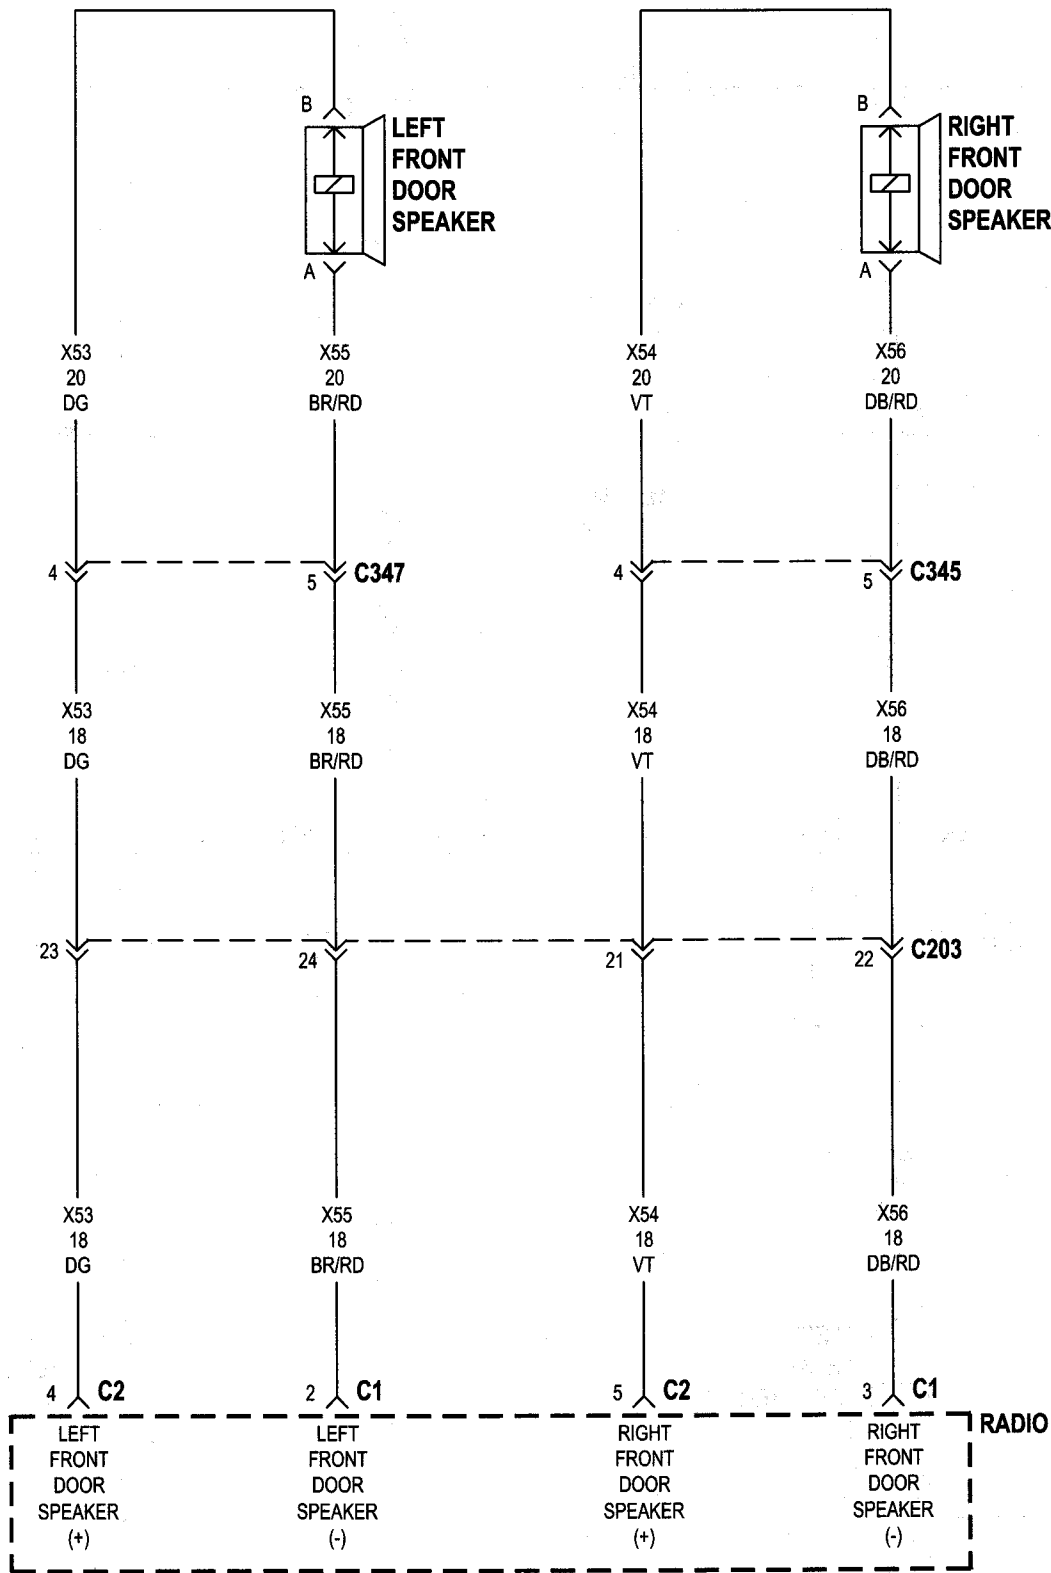 B
LEFT
FRONT
DOOR
SPEAKER
A
B
RIGHT
FRONT
DOOR
SPEAKER
A
X53
20
DG
X55
20
BR/RD
X54
20
VT
X56
20
DB/RD
4
5
C347
4
5
C345
X53
18
DG
X55
18
BR/RD
X54
18
VT
X56
18
DB/RD
23
24
21
22
C203
X53
18
DG
X55
18
BR/RD
X54
18
VT
X56
18
DB/RD
4
C2
2
C1
5
C2
3
C1
RADIO
LEFT
FRONT
DOOR
SPEAKER
(+)
LEFT
FRONT
DOOR
SPEAKER
(-)
RIGHT
FRONT
DOOR
SPEAKER
(+)
RIGHT
FRONT
DOOR
SPEAKER
(-)